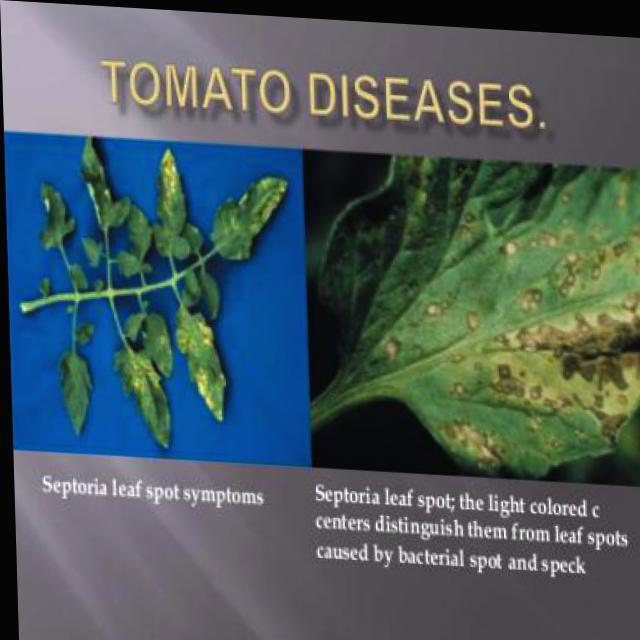 TOMATO DISEASES.
Septoria leaf spot symptoms
Septoria leaf spot; the light colored c
centers distinguish them from leaf spots
caused by bacterial spot and speck